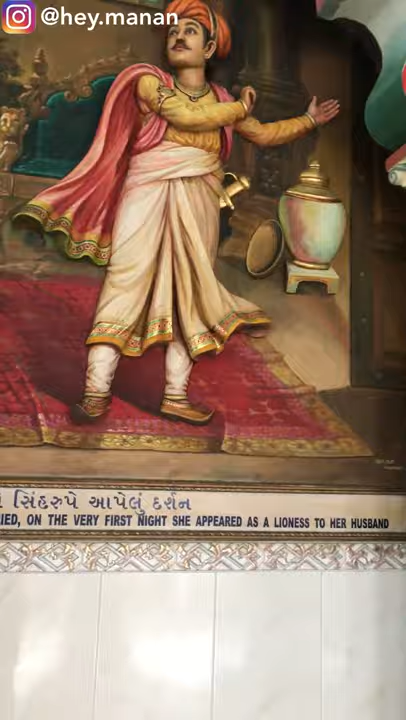 @hey.manan
સિંહરુપે આપેલું દર્શન
IED, ON THE VERY FIRST NIGHT SHE APPEARED AS A LIONESS TO HER HUSBAND